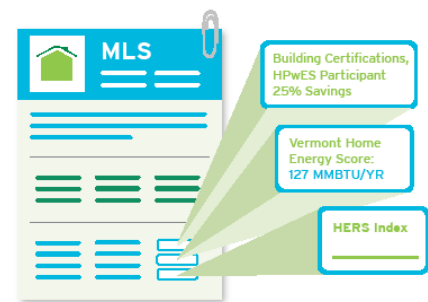 MLS
Building Certifications,
HPwES Participant
25% Savings
Vermont Home
Energy Score:
127 MMBTU/YR
HERS Index